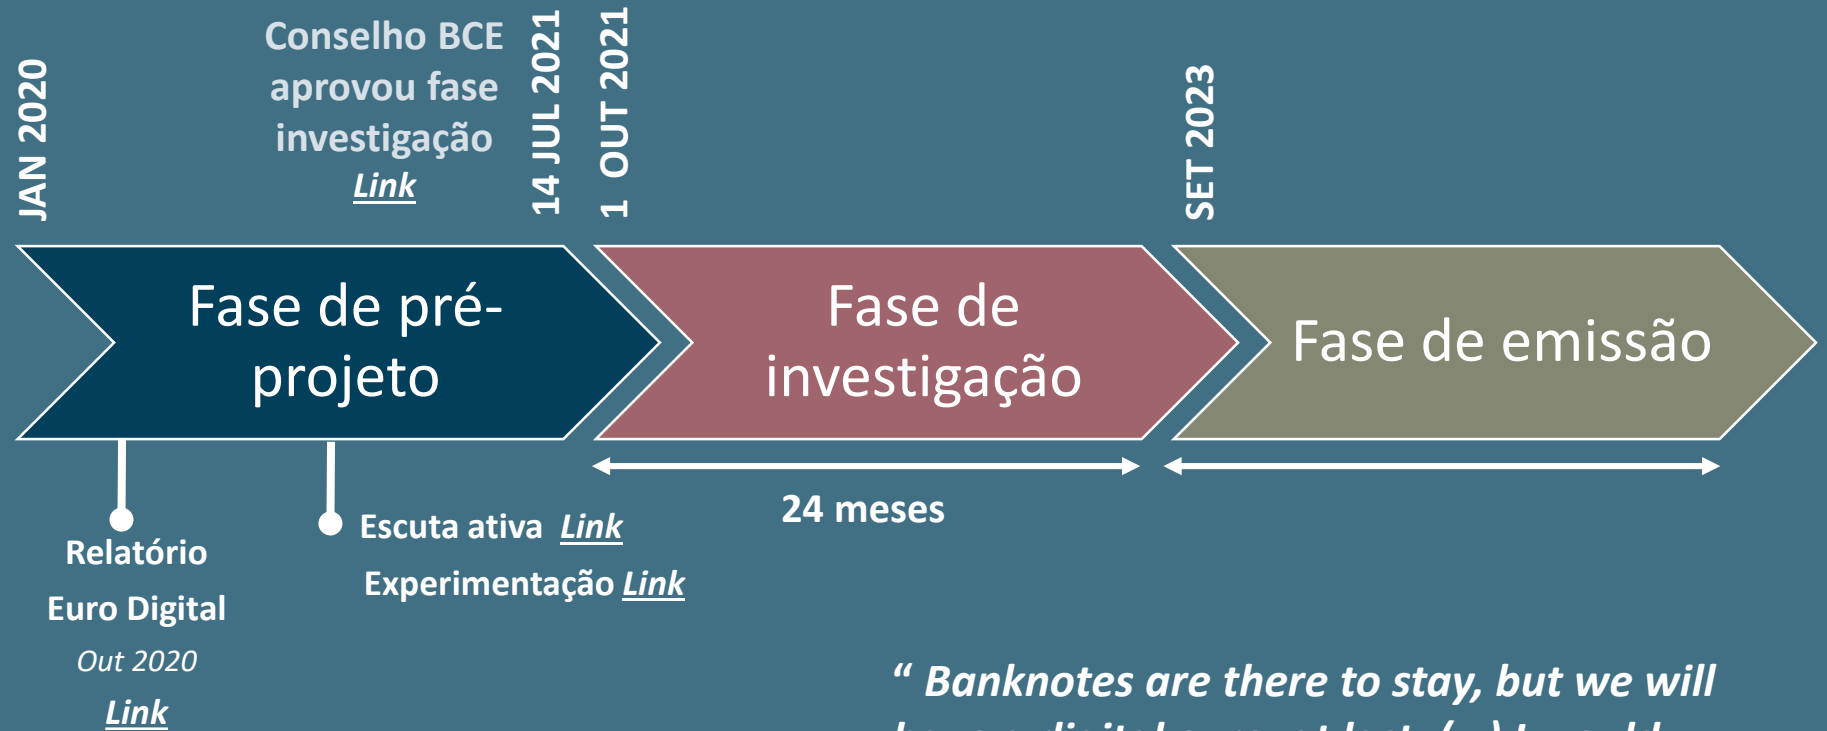 JAN 2020
Conselho BCE
aprovou fase
investigação
Link
14 JUL 2021
1 OUT 2021
SET 2023
Fase de pré-
projeto
Fase de
investigação
Fase de emissão
24 meses
Relatório
Euro Digital
Out 2020
Link
Escuta ativa Link
Experimentação Link
“ Banknotes are there to stay, but we will